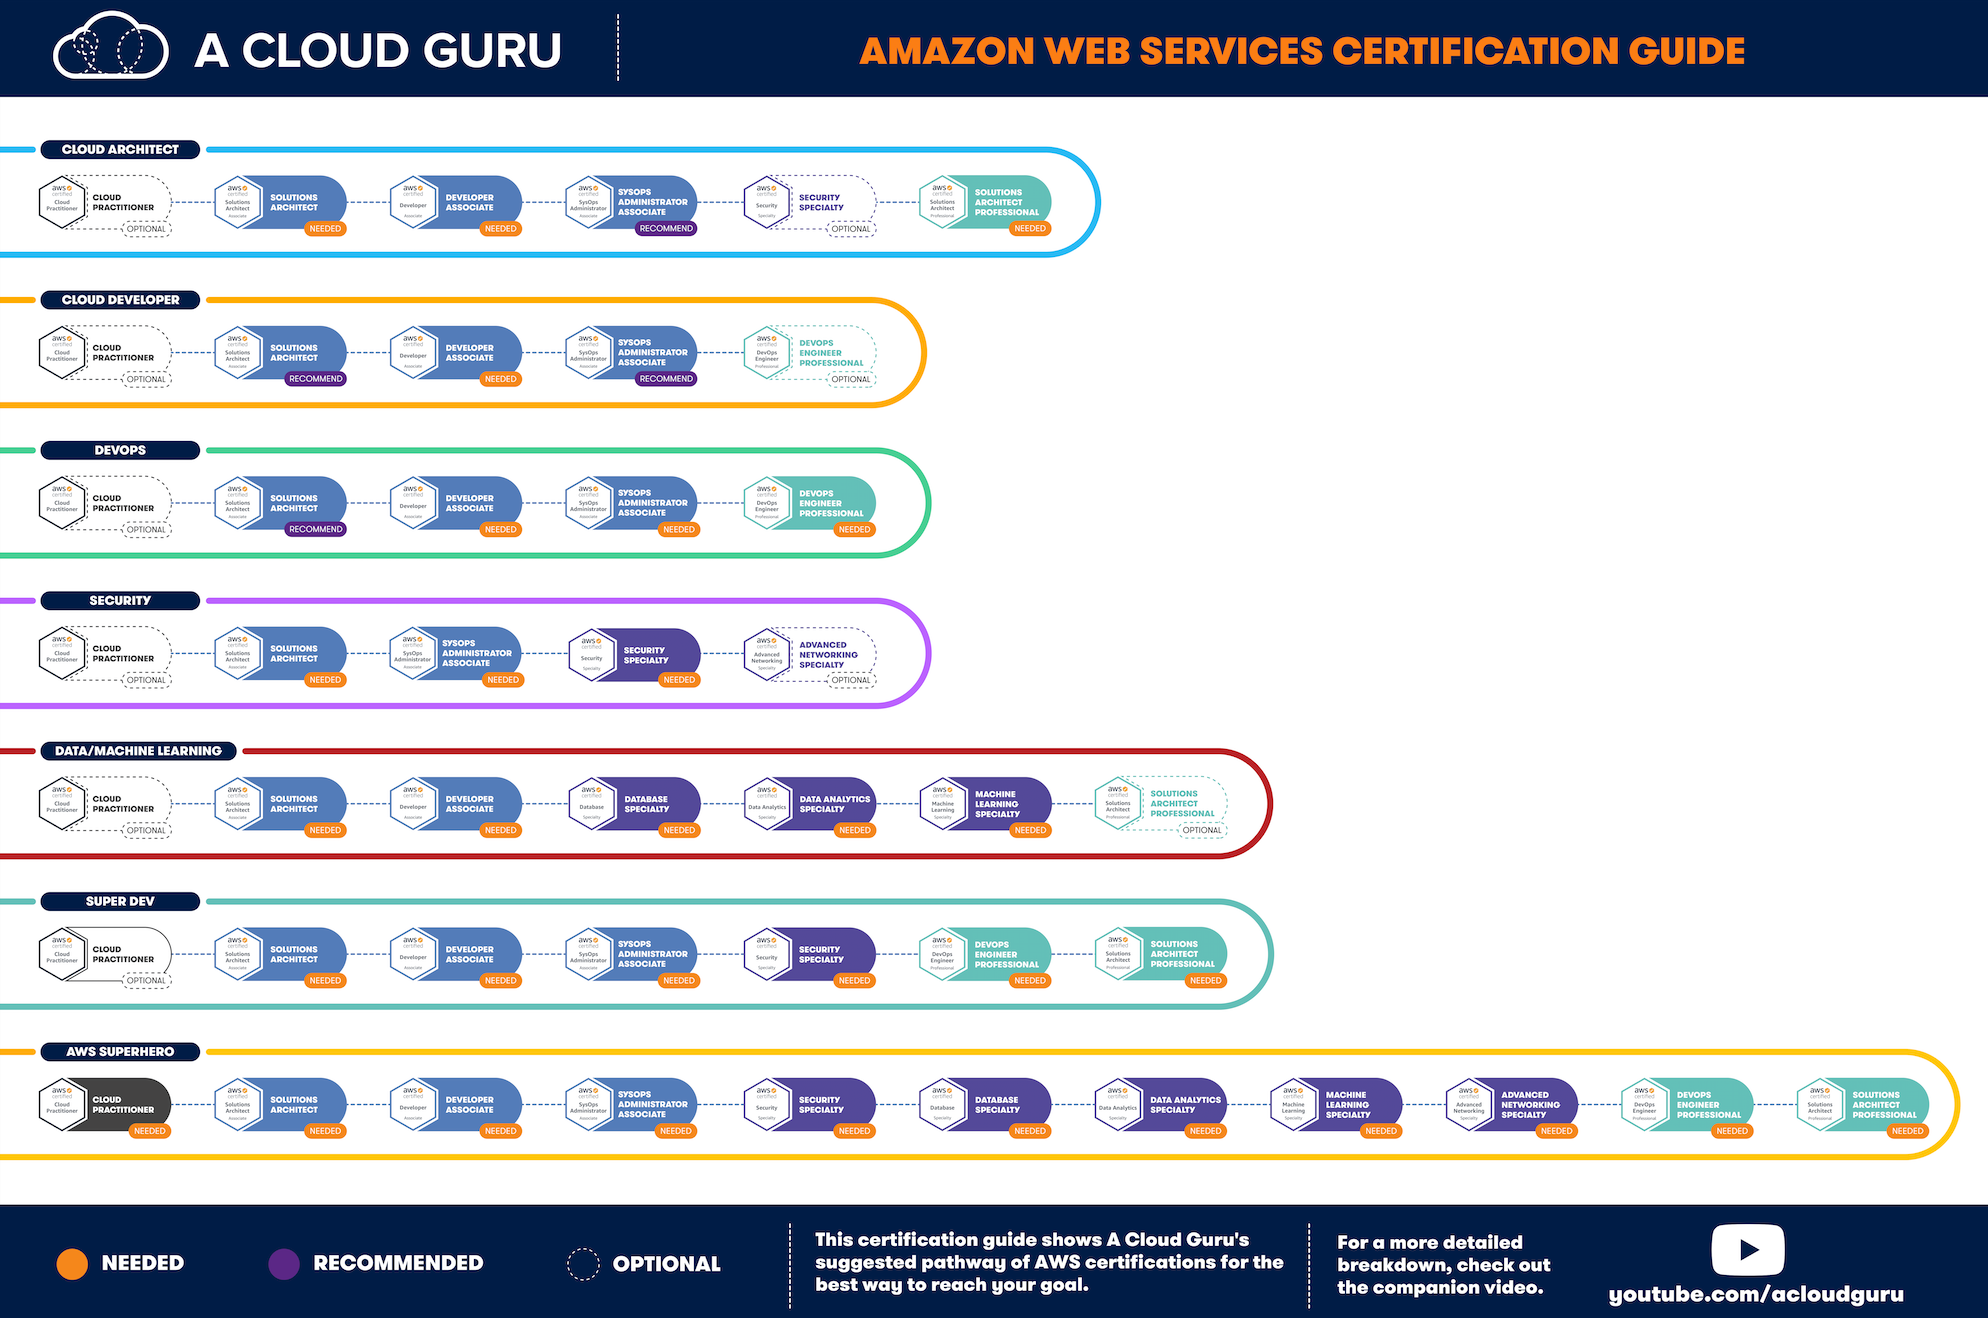 A CLOUD GURU
AMAZON WEB SERVICES CERTIFICATION GUIDE
CLOUD ARCHITECT
aws certified Cloud Practitioner
CLOUD PRACTITIONER
OPTIONAL
aws certified Solutions Architect Associate
SOLUTIONS ARCHITECT
NEEDED
aws certified Developer Associate
DEVELOPER ASSOCIATE
NEEDED
aws certified SysOps Administrator Associate
SYSOPS ADMINISTRATOR ASSOCIATE
RECOMMEND
aws certified Security Specialty
SECURITY SPECIALTY
OPTIONAL
aws certified Solutions Architect Professional
SOLUTIONS ARCHITECT PROFESSIONAL
NEEDED
CLOUD DEVELOPER
aws certified Cloud Practitioner
CLOUD PRACTITIONER
OPTIONAL
aws certified Solutions Architect Associate
SOLUTIONS ARCHITECT
RECOMMEND
aws certified Developer Associate
DEVELOPER ASSOCIATE
NEEDED
aws certified SysOps Administrator Associate
SYSOPS ADMINISTRATOR ASSOCIATE
RECOMMEND
aws certified DevOps Engineer Professional
DEVOPS ENGINEER PROFESSIONAL
OPTIONAL
DEVOPS
aws certified Cloud Practitioner
CLOUD PRACTITIONER
OPTIONAL
aws certified Solutions Architect Associate
SOLUTIONS ARCHITECT
RECOMMEND
aws certified Developer Associate
DEVELOPER ASSOCIATE
NEEDED
aws certified SysOps Administrator Associate
SYSOPS ADMINISTRATOR ASSOCIATE
NEEDED
aws certified DevOps Engineer Professional
DEVOPS ENGINEER PROFESSIONAL
NEEDED
SECURITY
aws certified Cloud Practitioner
CLOUD PRACTITIONER
OPTIONAL
aws certified Solutions Architect Associate
SOLUTIONS ARCHITECT
NEEDED
aws certified SysOps Administrator Associate
SYSOPS ADMINISTRATOR ASSOCIATE
NEEDED
aws certified Security Specialty
SECURITY SPECIALTY
NEEDED
aws certified Advanced Networking Specialty
ADVANCED NETWORKING SPECIALTY
OPTIONAL
DATA/MACHINE LEARNING
aws certified Cloud Practitioner
CLOUD PRACTITIONER
OPTIONAL
aws certified Solutions Architect Associate
SOLUTIONS ARCHITECT
NEEDED
aws certified Developer Associate
DEVELOPER ASSOCIATE
NEEDED
aws certified Database Specialty
DATABASE SPECIALTY
NEEDED
aws certified Data Analytics Specialty
DATA ANALYTICS SPECIALTY
NEEDED
aws certified Machine Learning Specialty
MACHINE LEARNING SPECIALTY
NEEDED
aws certified Solutions Architect Professional
SOLUTIONS ARCHITECT PROFESSIONAL
OPTIONAL
SUPER DEV
aws certified Cloud Practitioner
CLOUD PRACTITIONER
OPTIONAL
aws certified Solutions Architect Associate
SOLUTIONS ARCHITECT
NEEDED
aws certified Developer Associate
DEVELOPER ASSOCIATE
NEEDED
aws certified SysOps Administrator Associate
SYSOPS ADMINISTRATOR ASSOCIATE
NEEDED
aws certified Security Specialty
SECURITY SPECIALTY
NEEDED
aws certified DevOps Engineer Professional
DEVOPS ENGINEER PROFESSIONAL
NEEDED
aws certified Solutions Architect Professional
SOLUTIONS ARCHITECT PROFESSIONAL
NEEDED
AWS SUPERHERO
aws certified Cloud Practitioner
CLOUD PRACTITIONER
NEEDED
aws certified Solutions Architect Associate
SOLUTIONS ARCHITECT
NEEDED
aws certified Developer Associate
DEVELOPER ASSOCIATE
NEEDED
aws certified SysOps Administrator Associate
SYSOPS ADMINISTRATOR ASSOCIATE
NEEDED
aws certified Security Specialty
SECURITY SPECIALTY
NEEDED
aws certified Database Specialty
DATABASE SPECIALTY
NEEDED
aws certified Data Analytics Specialty
DATA ANALYTICS SPECIALTY
NEEDED
aws certified Machine Learning Specialty
MACHINE LEARNING SPECIALTY
NEEDED
aws certified Advanced Networking Specialty
ADVANCED NETWORKING SPECIALTY
NEEDED
aws certified DevOps Engineer Professional
DEVOPS ENGINEER PROFESSIONAL
NEEDED
aws certified Solutions Architect Professional
SOLUTIONS ARCHITECT PROFESSIONAL
NEEDED
NEEDED
RECOMMENDED
OPTIONAL
This certification guide shows A Cloud Guru's
suggested pathway of AWS certifications for the
best way to reach your goal.
For a more detailed
breakdown, check out
the companion video.
youtube.com/acloudguru